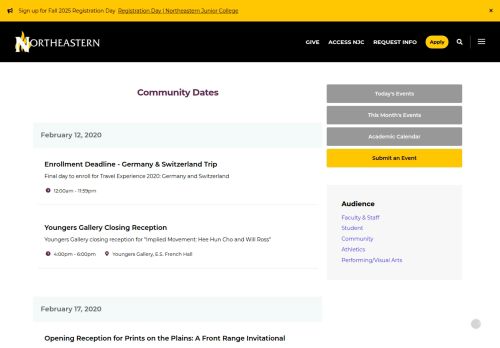 Sign up for Fall 2025 Registration Day Registration Day | Northeastern Junior College ×
NORTHEASTERN
GIVE ACCESS NJC REQUEST INFO Apply
Community Dates
Today's Events
This Month's Events
Academic Calendar
Submit an Event
February 12, 2020
Enrollment Deadline - Germany & Switzerland Trip
Final day to enroll for Travel Experience 2020: Germany and Switzerland
12:00am - 11:59pm
Youngers Gallery Closing Reception
Youngers Gallery closing reception for "Implied Movement: Hee Hun Cho and Will Ross"
4:00pm - 6:00pm Youngers Gallery, E.S. French Hall
Audience
Faculty & Staff
Student
Community
Athletics
Performing/Visual Arts
February 17, 2020
Opening Reception for Prints on the Plains: A Front Range Invitational